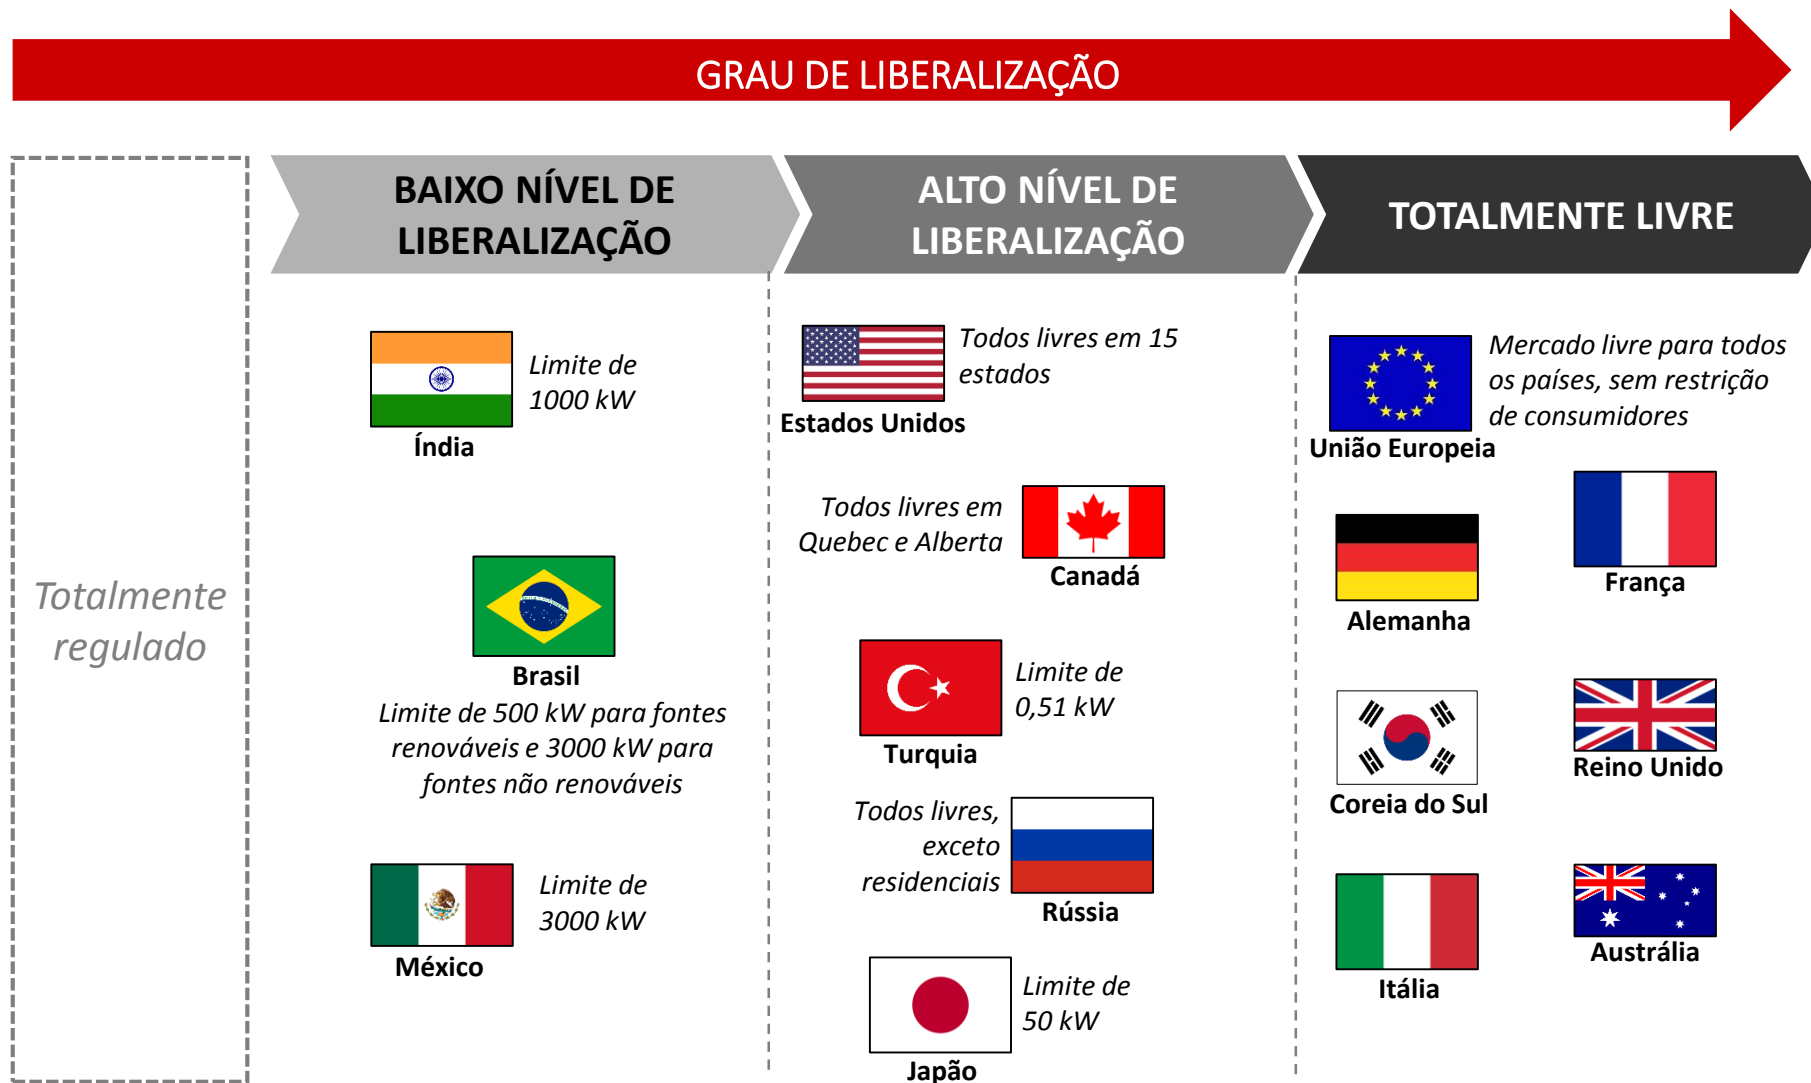 GRAU DE LIBERALIZAÇÃO
Totalmente
regulado
BAIXO NÍVEL DE
LIBERALIZAÇÃO
Limite de
1000 kW
Índia
Brasil
Limite de 500 kW para fontes
renováveis e 3000 kW para
fontes não renováveis
Limite de
3000 kW
México
ALTO NÍVEL DE
LIBERALIZAÇÃO
Todos livres em 15
estados
Estados Unidos
Todos livres em
Quebec e Alberta
Canadá
Limite de
0,51 kW
Turquia
Todos livres,
exceto
residenciais
Rússia
Limite de
50 kW
Japão
TOTALMENTE LIVRE
Mercado livre para todos
os países, sem restrição
de consumidores
União Europeia
França
Alemanha
Reino Unido
Coreia do Sul
Austrália
Itália